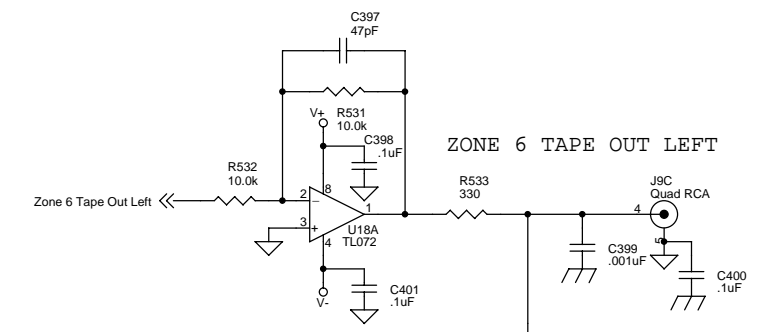 C397
47pF
R531
10.0k
V+
C398
.1uF
ZONE 6 TAPE OUT LEFT
R532
10.0k
R533
330
J9C
Quad RCA
Zone 6 Tape Out Left
2
8
1
3
4
U18A
TL072
4
5
C399
.001uF
C400
.1uF
C401
.1uF
V-